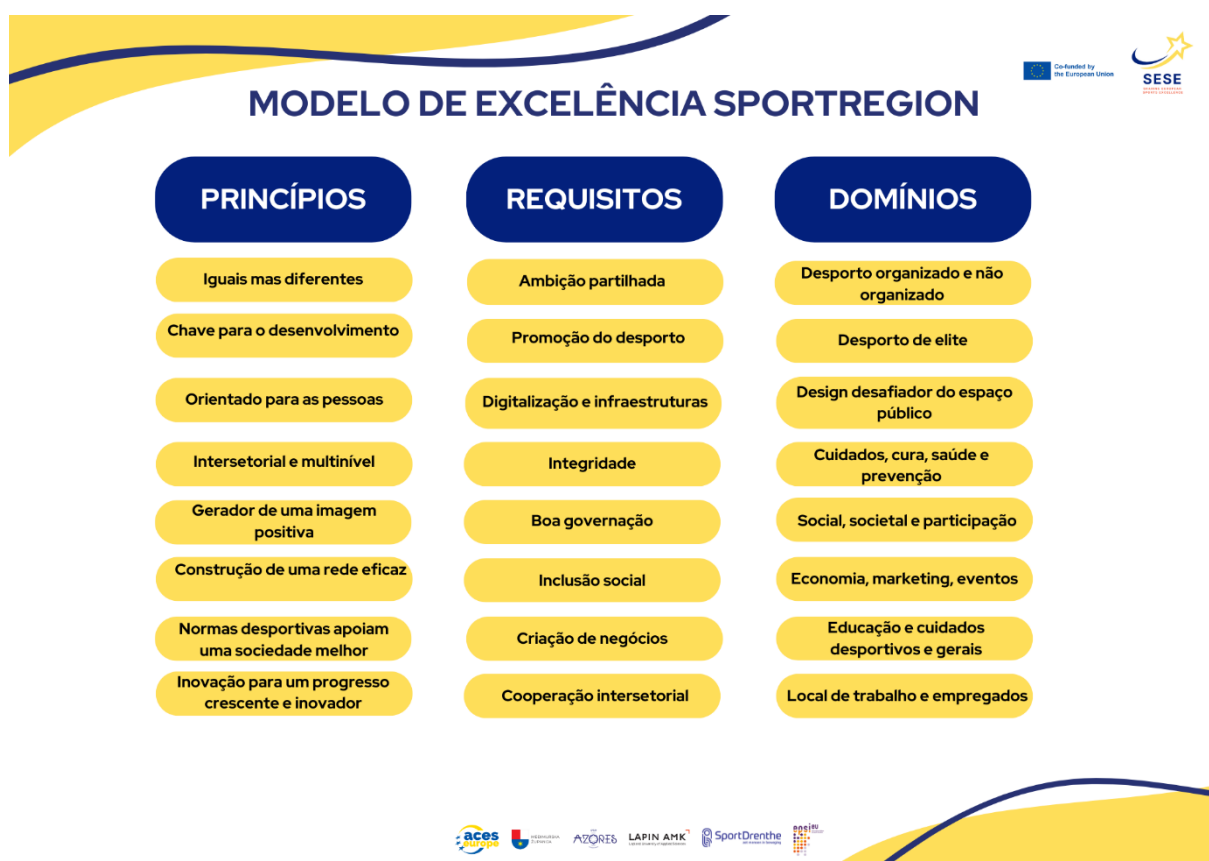 Co-funded by
the European Union
SESE
MODELO DE EXCELÊNCIA SPORTREGION
PRINCÍPIOS
Iguais mas diferentes
Chave para o desenvolvimento
Orientado para as pessoas
Intersetorial e multinível
Gerador de uma imagem
positiva
Construção de uma rede eficaz
Normas desportivas apoiam
uma sociedade melhor
Inovação para um progresso
crescente e inovador
REQUISITOS
Ambição partilhada
Promoção do desporto
Digitalização e infraestruturas
Integridade
Boa governação
Inclusão social
Criação de negócios
Cooperação intersetorial
DOMÍNIOS
Desporto organizado e não
organizado
Desporto de elite
Design desafiador do espaço
público
Cuidados, cura, saúde e
prevenção
Social, societal e participação
Economia, marketing, eventos
Educação e cuidados
desportivos e gerais
Local de trabalho e empregados
aces
europe
AZORES
LAPIN AMK
SportDrenthe